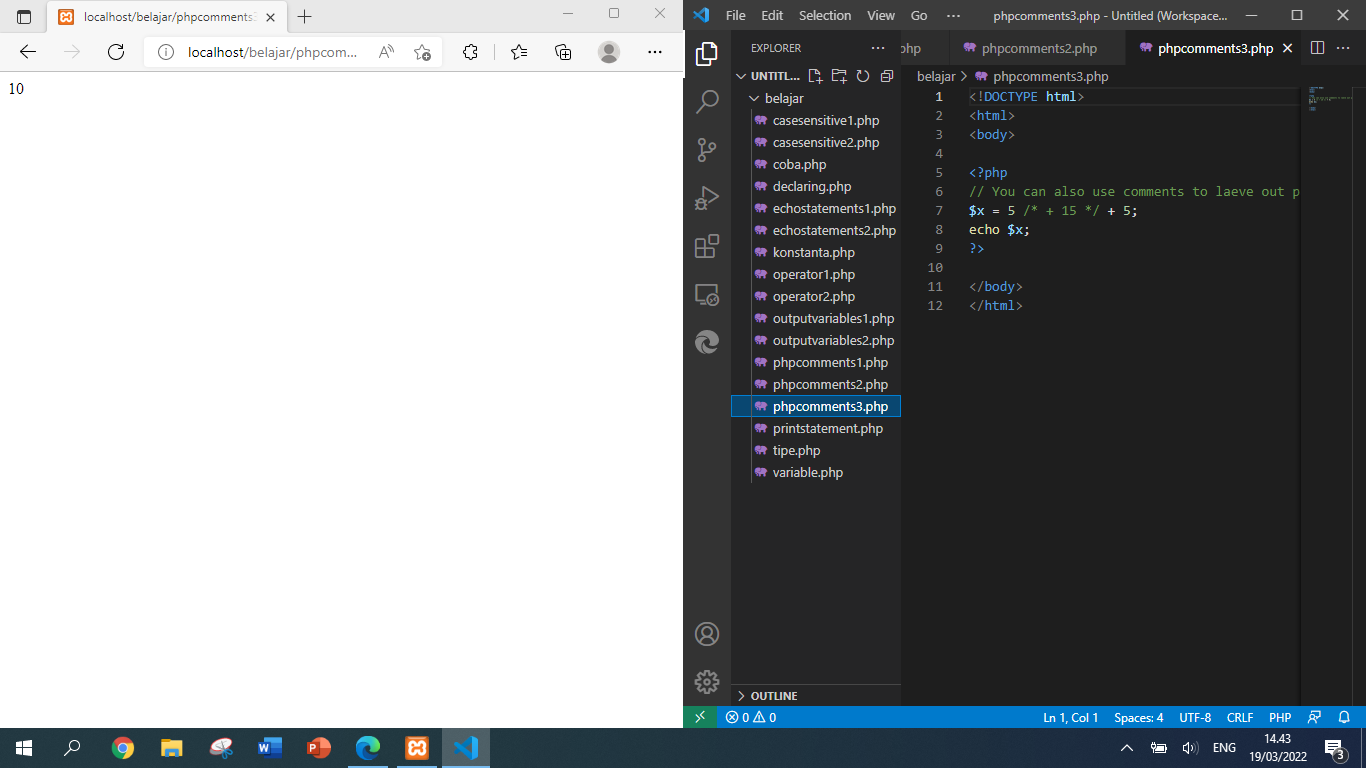 localhost/belajar/phpcomments3
localhost/belajar/phpcom...
10
File Edit Selection View Go ... phpcomments3.php - Untitled (Workspace...
EXPLORER
UNTITL...
belajar
casesensitive1.php
casesensitive2.php
coba.php
declaring.php
echostatements1.php
echostatements2.php
konstanta.php
operator1.php
operator2.php
outputvariables1.php
outputvariables2.php
phpcomments1.php
phpcomments2.php
phpcomments3.php
printstatement.php
tipe.php
variable.php
OUTLINE
php phpcomments2.php phpcomments3.php
belajar > phpcomments3.php
1 <!DOCTYPE html>
2 <html>
3 <body>
4
5 <?php
6 // You can also use comments to laeve out p
7 $x = 5 /* + 15 */ + 5;
8 echo $x;
9 ?>
10
11 </body>
12 </html>
0 0 Ln 1, Col 1 Spaces: 4 UTF-8 CRLF PHP
ENG
14.43
19/03/2022
3